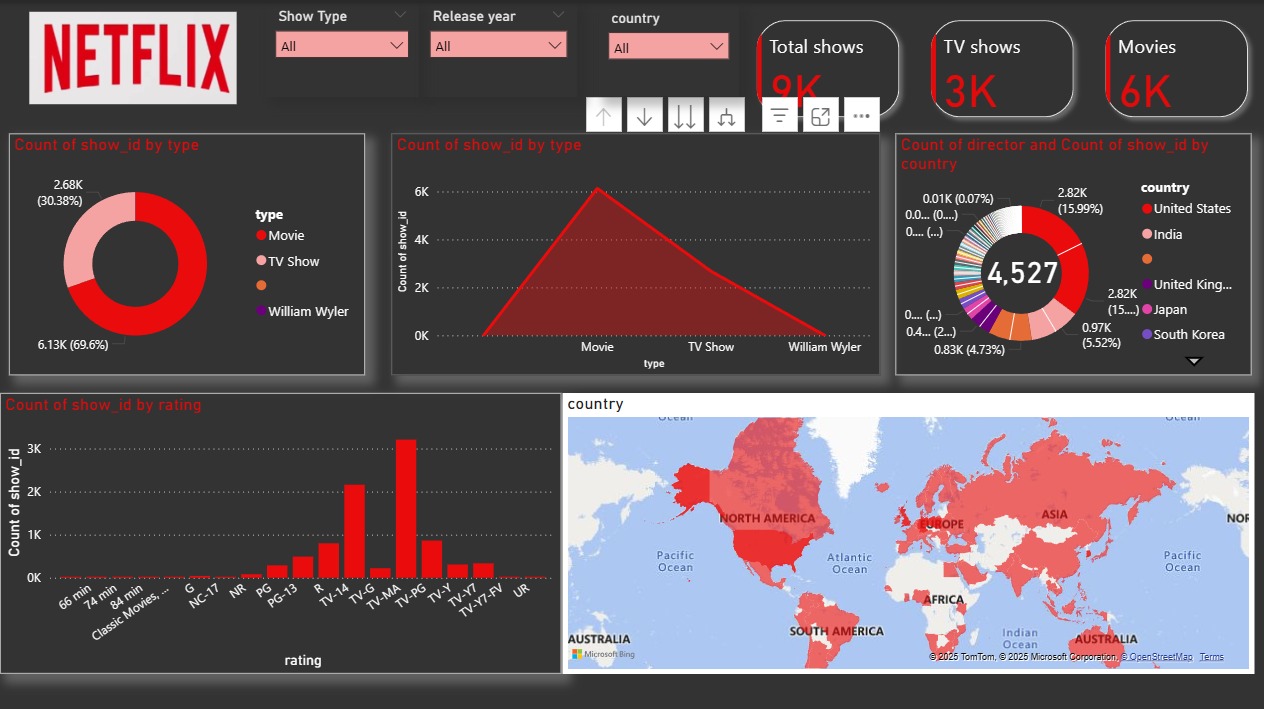 NETFLIX
Show Type
All
Release year
All
country
All
Total shows
9K
TV shows
3K
Movies
6K
Count of show_id by type
2.68K
(30.38%)
6.13K (69.6%)
type
Movie
TV Show
William Wyler
Count of show_id by type
Count of show_id
6K
4K
2K
0K
Movie
TV Show
William Wyler
type
Count of director and Count of show_id by
country
0.01K (0.07%)
0.0... (0....)
0.... (...)
0.... (...)
0.4... (2...)
0.83K (4.73%)
2.82K
(15.99%)
2.82K
(15....)
0.97K
(5.52%)
4,527
country
United States
India
United King...
Japan
South Korea
Count of show_id by rating
Count of show_id
3K
2K
1K
0K
66 min
74 min
84 min
Classic Movies, ...
G
NC-17
NR
PG
PG-13
R
TV-14
TV-G
TV-MA
TV-PG
TV-Y
TV-Y7
TV-Y7-FV
UR
rating
country
Ocean
Ocean
NORTH AMERICA
EUROPE
ASIA
NOR
Pacific
Ocean
Atlantic
Ocean
Pacific
Ocean
AFRICA
SOUTH AMERICA
Indian
Ocean
AUSTRALIA
AUSTRALIA
Microsoft Bing
© 2025 TomTom, © 2025 Microsoft Corporation, © OpenStreetMap Terms